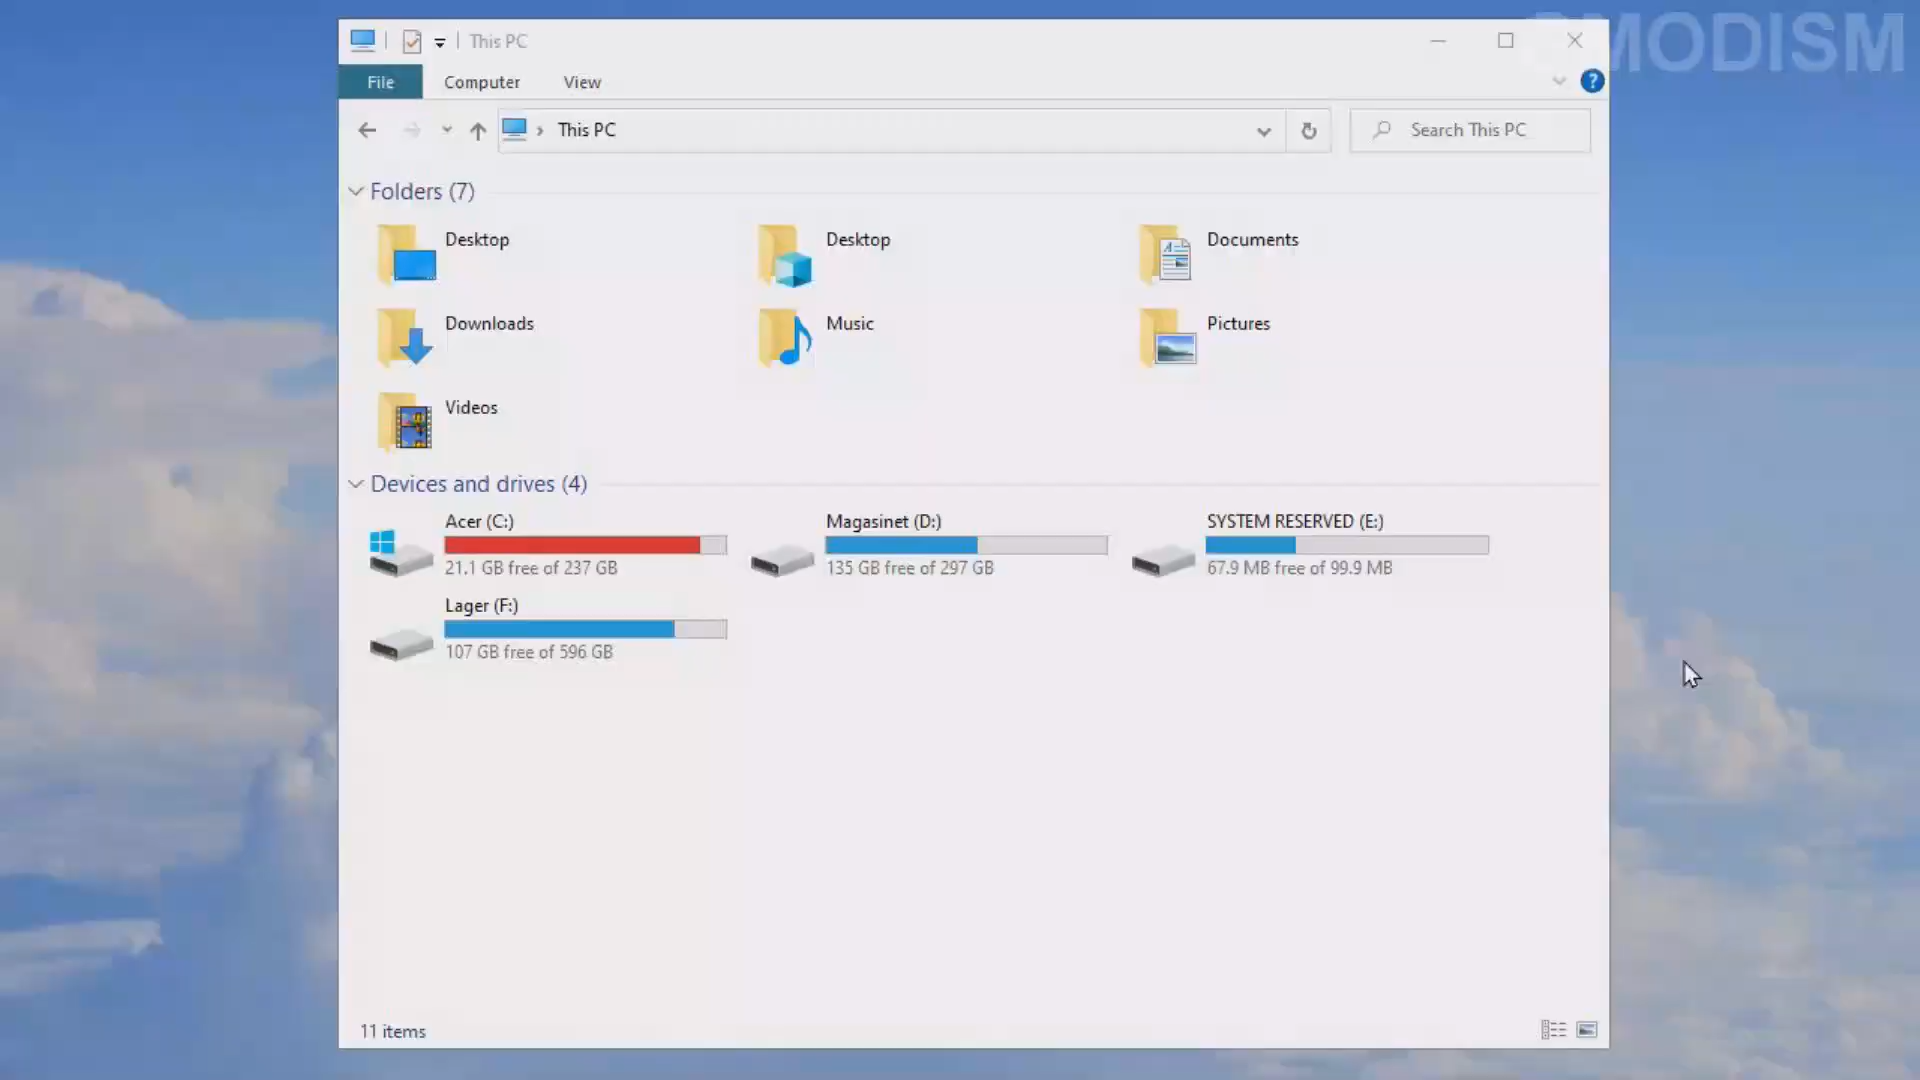 This PC
File Computer View
This PC
Search This PC
Folders (7)
Desktop
Desktop
Documents
Downloads
Music
Pictures
Videos
Devices and drives (4)
Acer (C:)
21.1 GB free of 237 GB
Magasinet (D:)
135 GB free of 297 GB
SYSTEM RESERVED (E:)
67.9 MB free of 99.9 MB
Lager (F:)
107 GB free of 596 GB
11 items